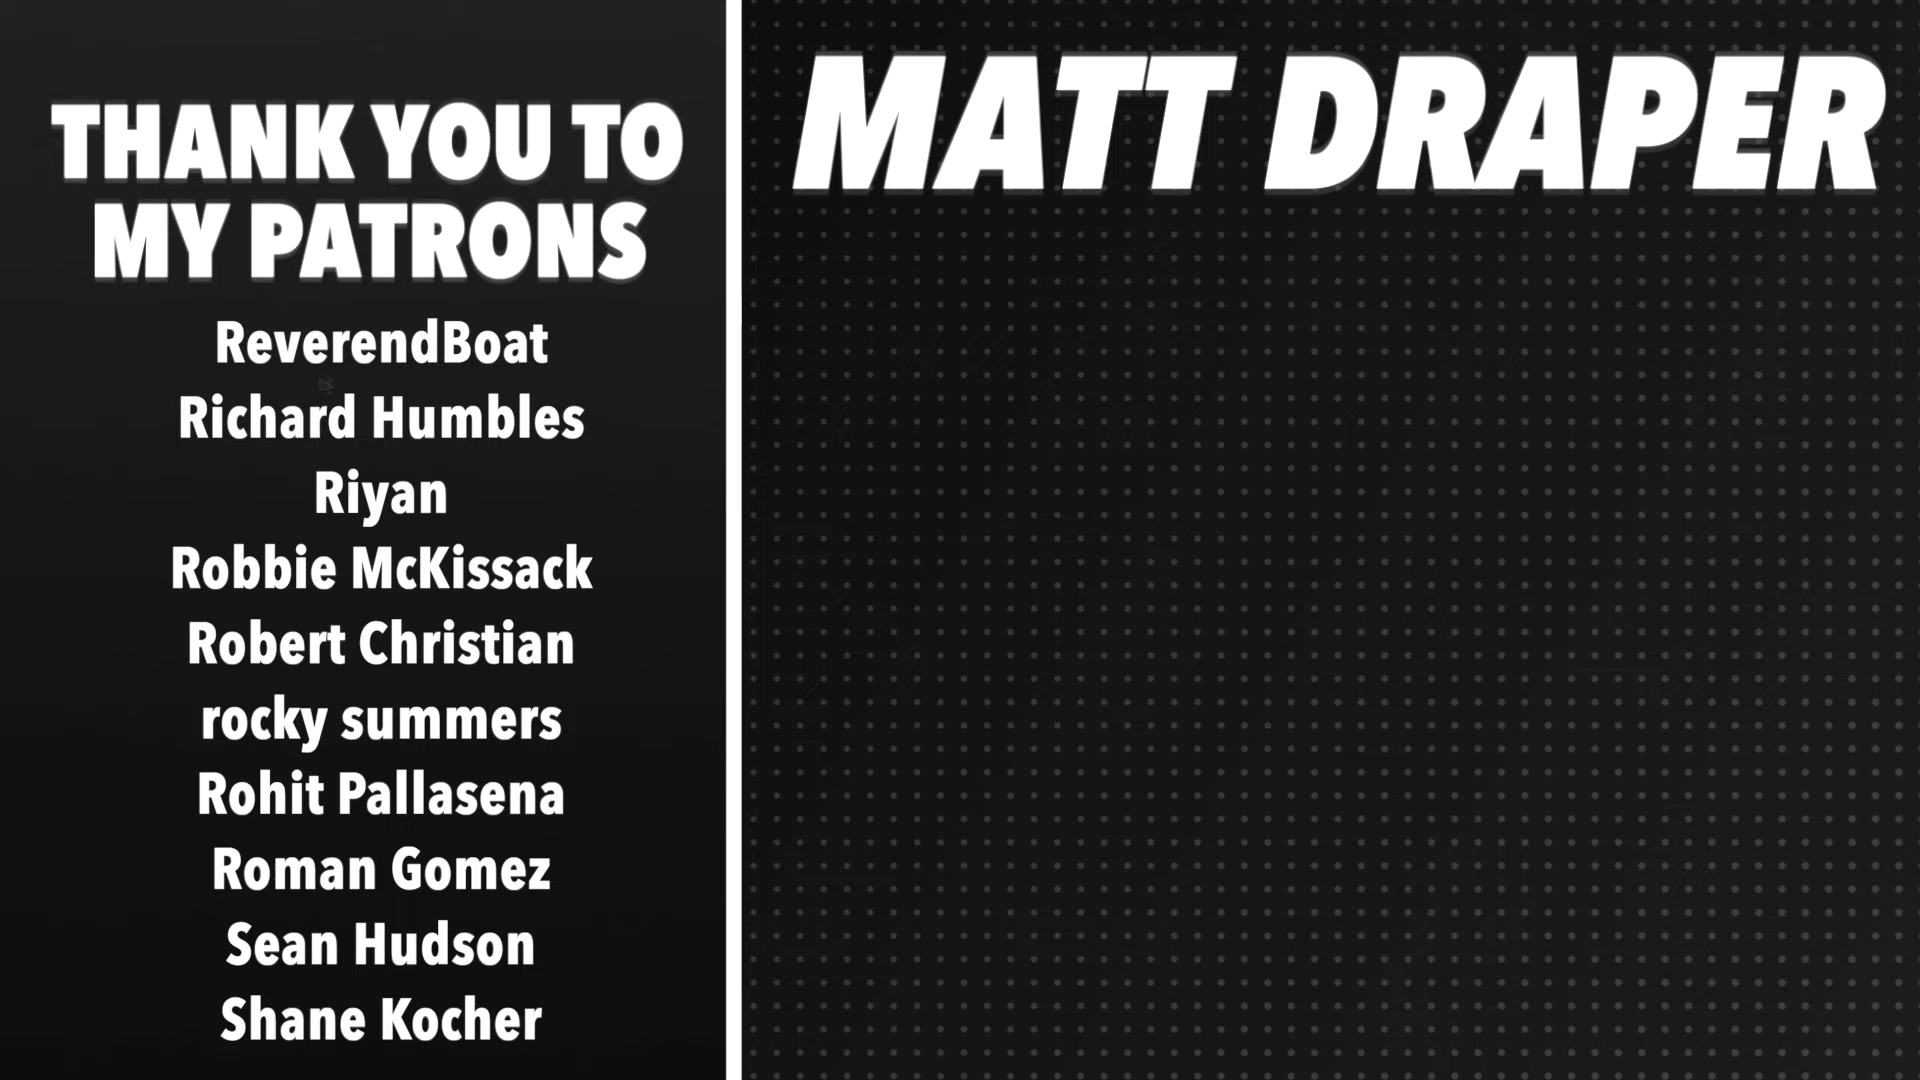 THANK YOU TO
MY PATRONS
ReverendBoat
Richard Humbles
Riyan
Robbie McKissack
Robert Christian
rocky summers
Rohit Pallasena
Roman Gomez
Sean Hudson
Shane Kocher
MATT DRAPER